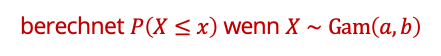 berechnet P(X ≤ x) wenn X ~ Gam(a, b)